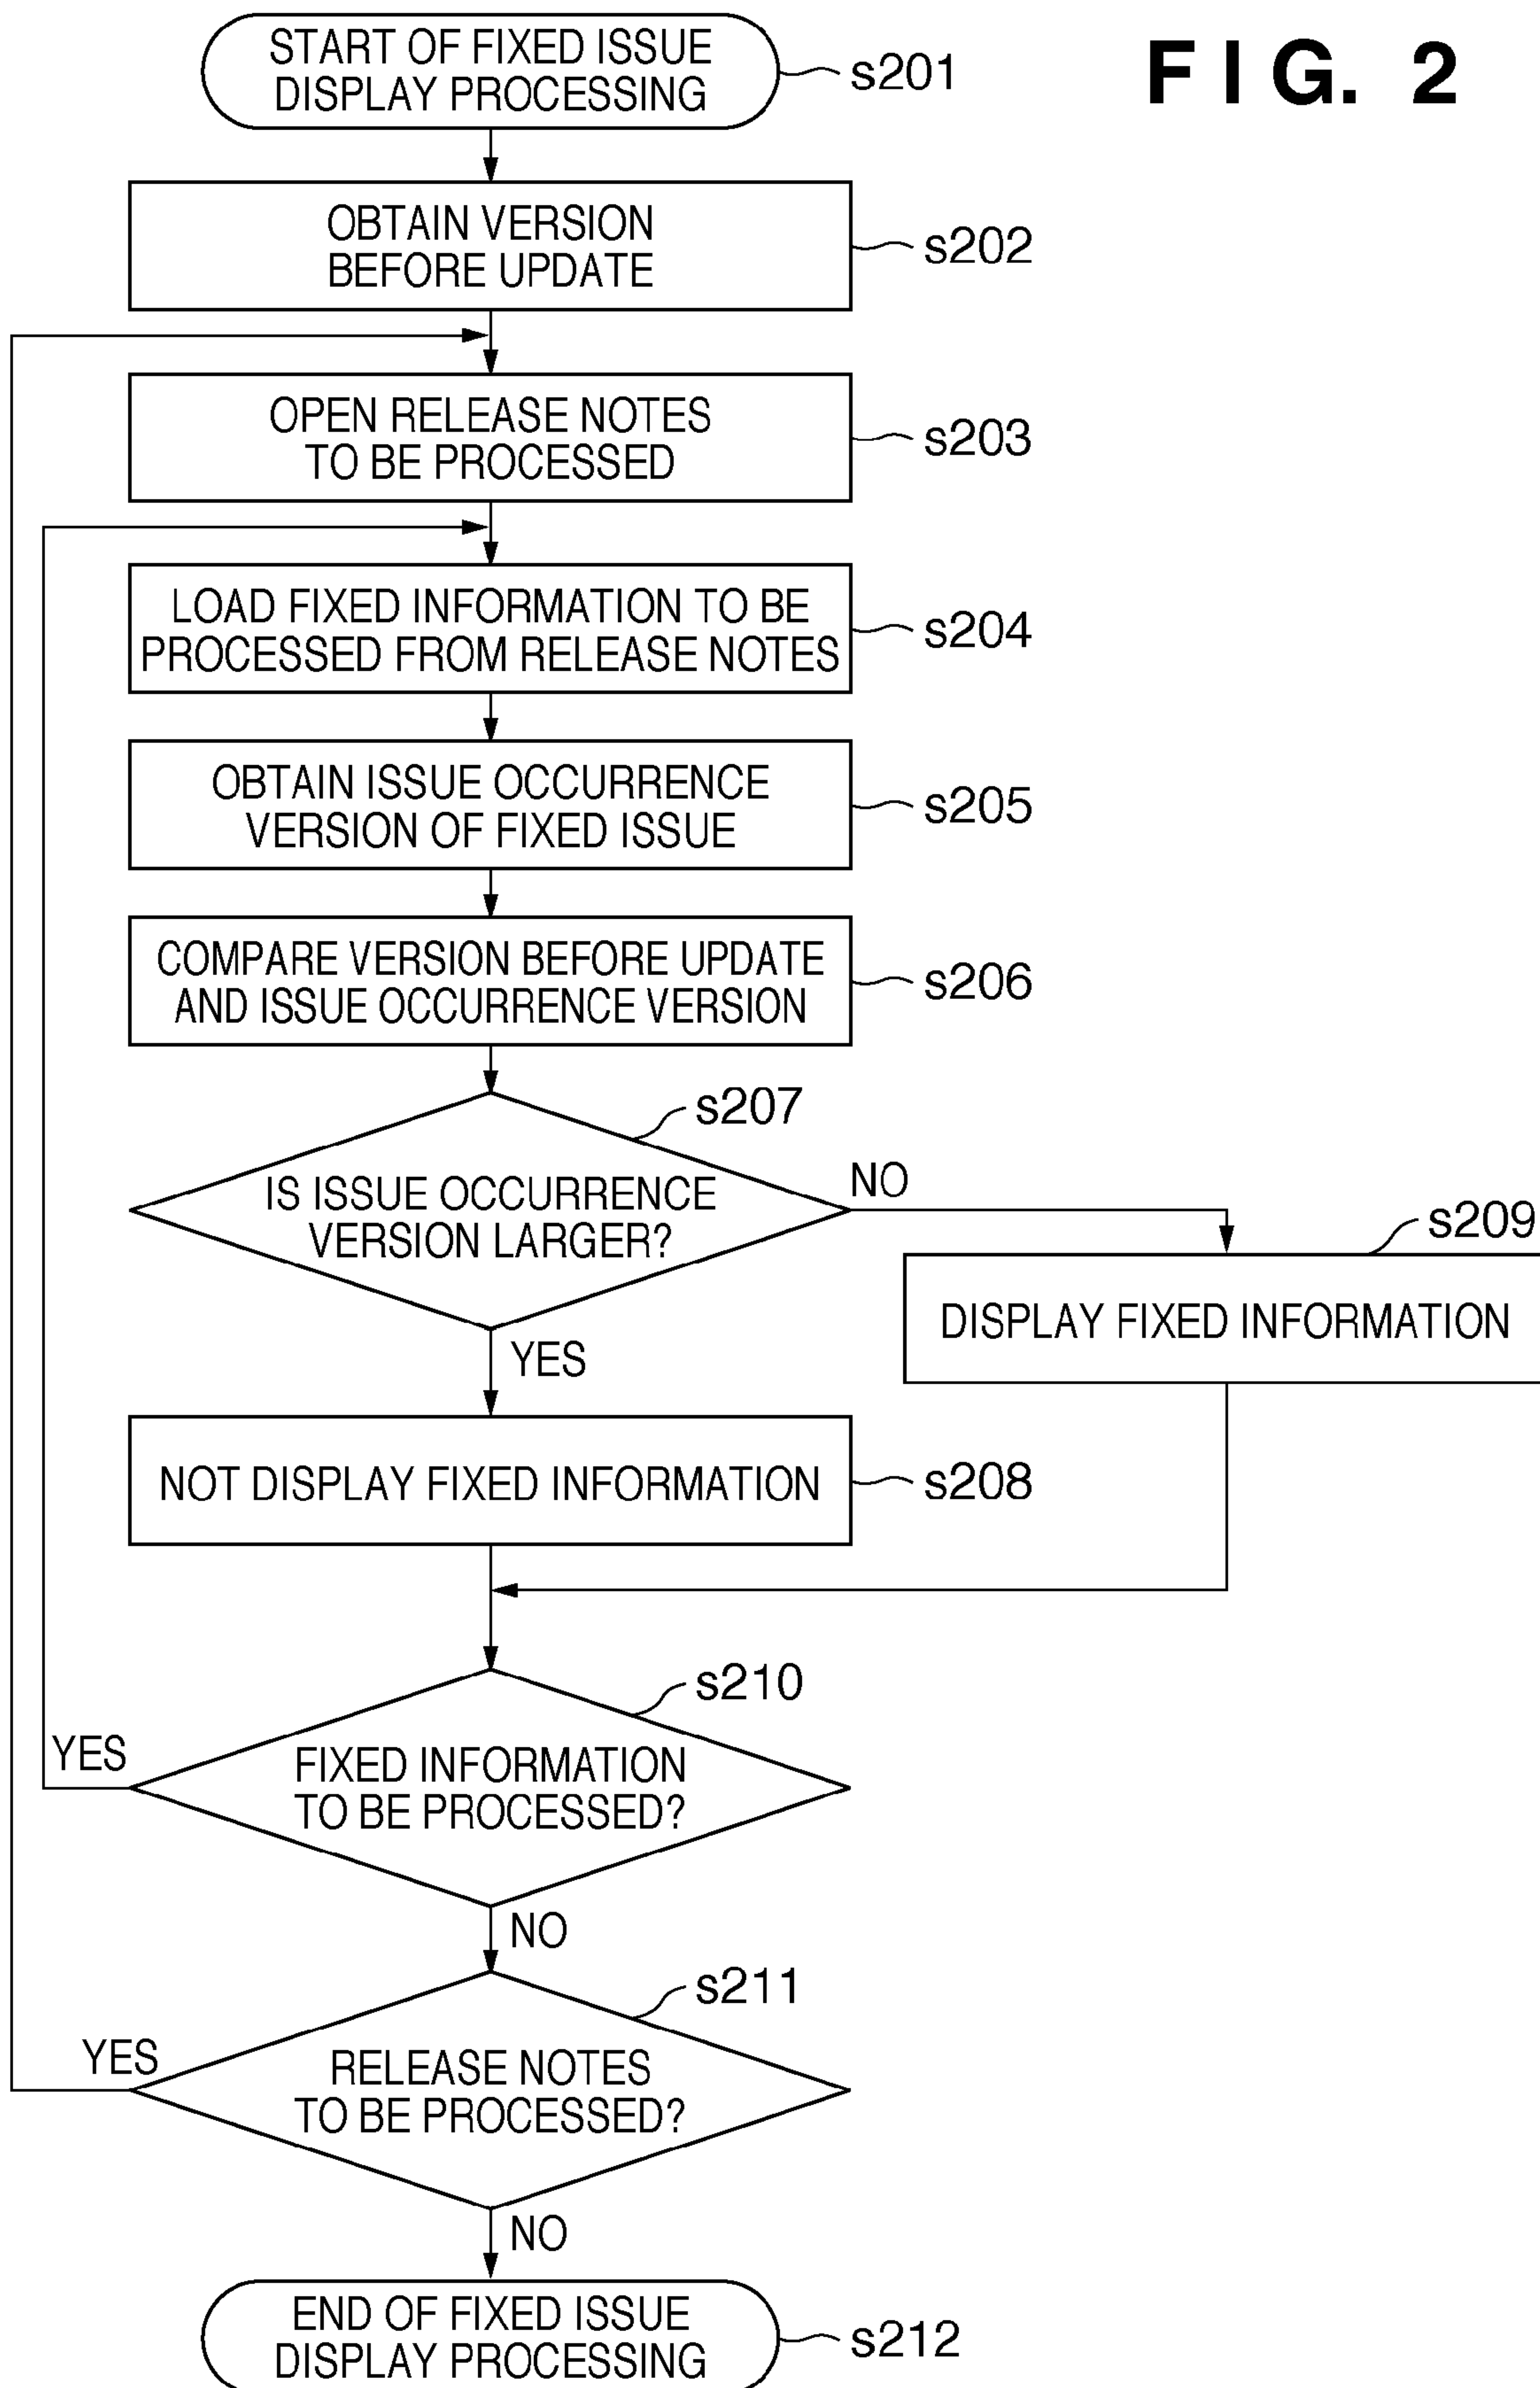 FIG. 2
START OF FIXED ISSUE
DISPLAY PROCESSING
s201
OBTAIN VERSION
BEFORE UPDATE
s202
OPEN RELEASE NOTES
TO BE PROCESSED
s203
LOAD FIXED INFORMATION TO BE
PROCESSED FROM RELEASE NOTES
s204
OBTAIN ISSUE OCCURRENCE
VERSION OF FIXED ISSUE
s205
COMPARE VERSION BEFORE UPDATE
AND ISSUE OCCURRENCE VERSION
s206
s207
IS ISSUE OCCURRENCE
VERSION LARGER?
NO
s209
DISPLAY FIXED INFORMATION
YES
NOT DISPLAY FIXED INFORMATION
s208
s210
YES
FIXED INFORMATION
TO BE PROCESSED?
NO
s211
YES
RELEASE NOTES
TO BE PROCESSED?
NO
END OF FIXED ISSUE
DISPLAY PROCESSING
s212